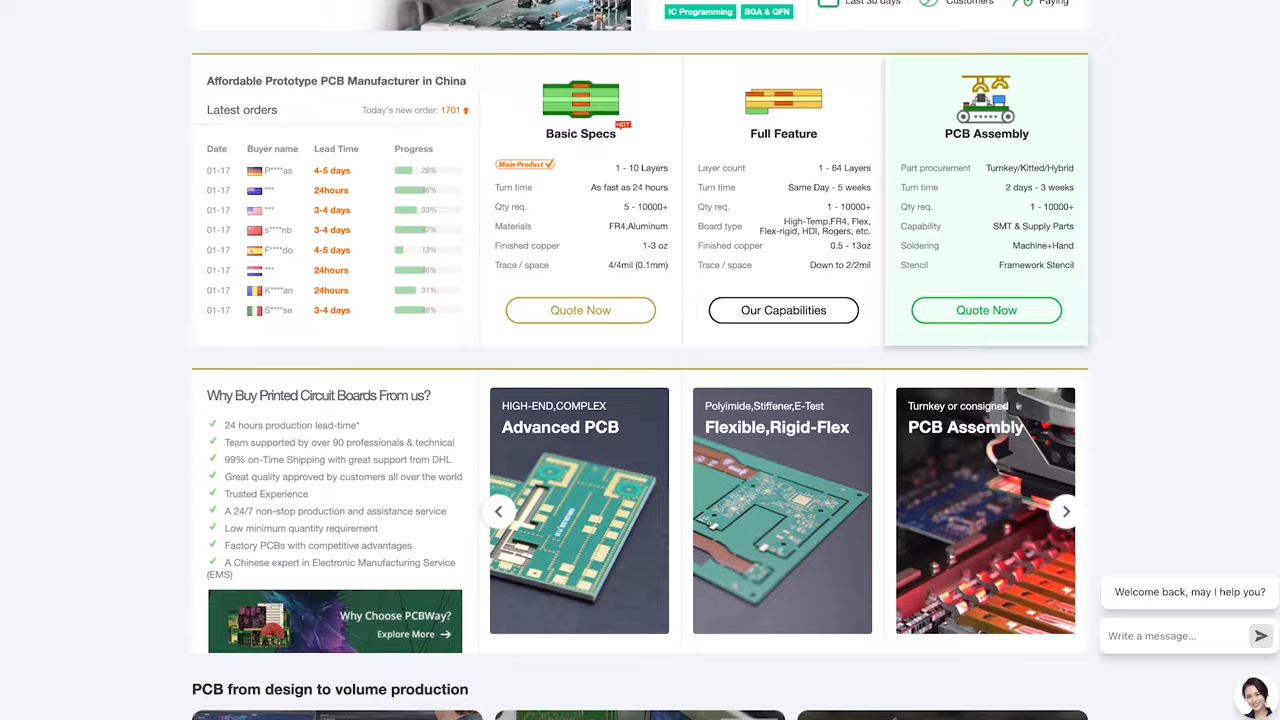 IC Programming
BGA & QFN
Last 30 days
Customers
Paying
Affordable Prototype PCB Manufacturer in China
Latest orders
Today's new order: 1701
Date Buyer name Lead Time Progress
01-17 P****as 4-5 days 26%
01-17 *** 24hours 46%
01-17 *** 3-4 days 33%
01-17 s****nb 3-4 days 47%
01-17 F****do 4-5 days 13%
01-17 *** 24hours 46%
01-17 K****an 24hours 31%
01-17 S****se 3-4 days 46%
HOT
Basic Specs
Main Product
1 - 10 Layers
Turn time As fast as 24 hours
Qty req. 5 - 10000+
Materials FR4,Aluminum
Finished copper 1-3 oz
Trace / space 4/4mil (0.1mm)
Quote Now
Full Feature
Layer count 1 - 64 Layers
Turn time Same Day - 5 weeks
Qty req. 1 - 10000+
Board type High-Temp.FR4, Flex,
Flex-rigid, HDI, Rogers, etc.
Finished copper 0.5 - 13oz
Trace / space Down to 2/2mil
Our Capabilities
PCB Assembly
Part procurement Turnkey/Kitted/Hybrid
Turn time 2 days - 3 weeks
Qty req. 1 - 10000+
Capability SMT & Supply Parts
Soldering Machine+Hand
Stencil Framework Stencil
Quote Now
Why Buy Printed Circuit Boards From us?
24 hours production lead-time*
Team supported by over 90 professionals & technical
99% on-Time Shipping with great support from DHL
Great quality approved by customers all over the world
Trusted Experience
A 24/7 non-stop production and assistance service
Low minimum quantity requirement
Factory PCBs with competitive advantages
A Chinese expert in Electronic Manufacturing Service
(EMS)
Why Choose PCBWay?
Explore More
HIGH-END,COMPLEX
Advanced PCB
Polyimide,Stiffener,E-Test
Flexible,Rigid-Flex
Turnkey or consigned
PCB Assembly
Welcome back, may I help you?
Write a message...
PCB from design to volume production